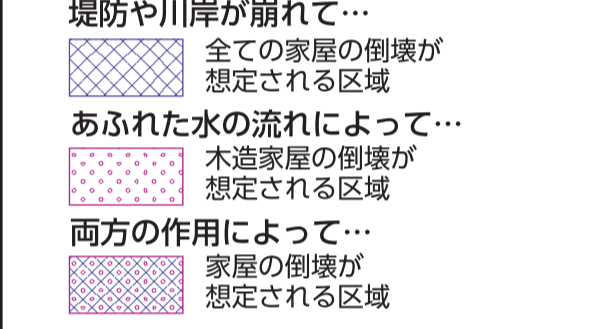 堤防や川岸が崩れて…
全ての家屋の倒壊が
想定される区域
あふれた水の流れによって…
木造家屋の倒壊が
想定される区域
両方の作用によって…
家屋の倒壊が
想定される区域